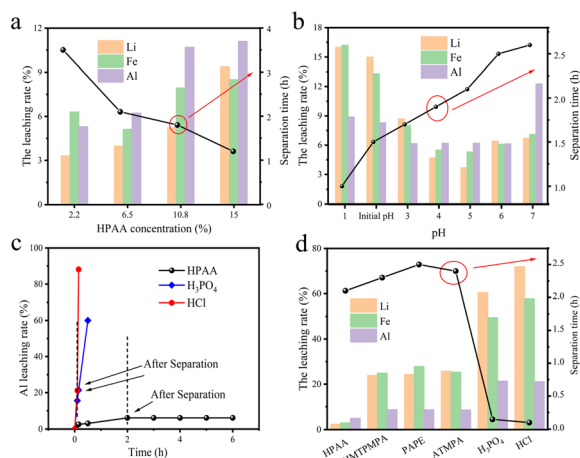 a
The leaching rate (%)
12
9
6
3
0
Li
Fe
Al
4
3
2
1
0
Separation time (h)
2.2
6.5
10.8
15
HPAA concentration (%)
b
The leaching rate (%)
18
15
12
9
6
3
0
Li
Fe
Al
2.5
2.0
1.5
1.0
Separation time (h)
1
Initial pH
3
4
5
6
7
pH
c
Al leaching rate (%)
100
80
60
40
20
0
HPAA
H₃PO₄
HCl
After Separation
After Separation
0
1
2
3
4
5
6
Time (h)
d
The leaching rate (%)
80
60
40
20
0
Li
Fe
Al
2.5
2.0
1.5
1.0
0.5
0.0
Separation time (h)
HPAA
PAPE
ATMPA
H₃PO₄
HCl